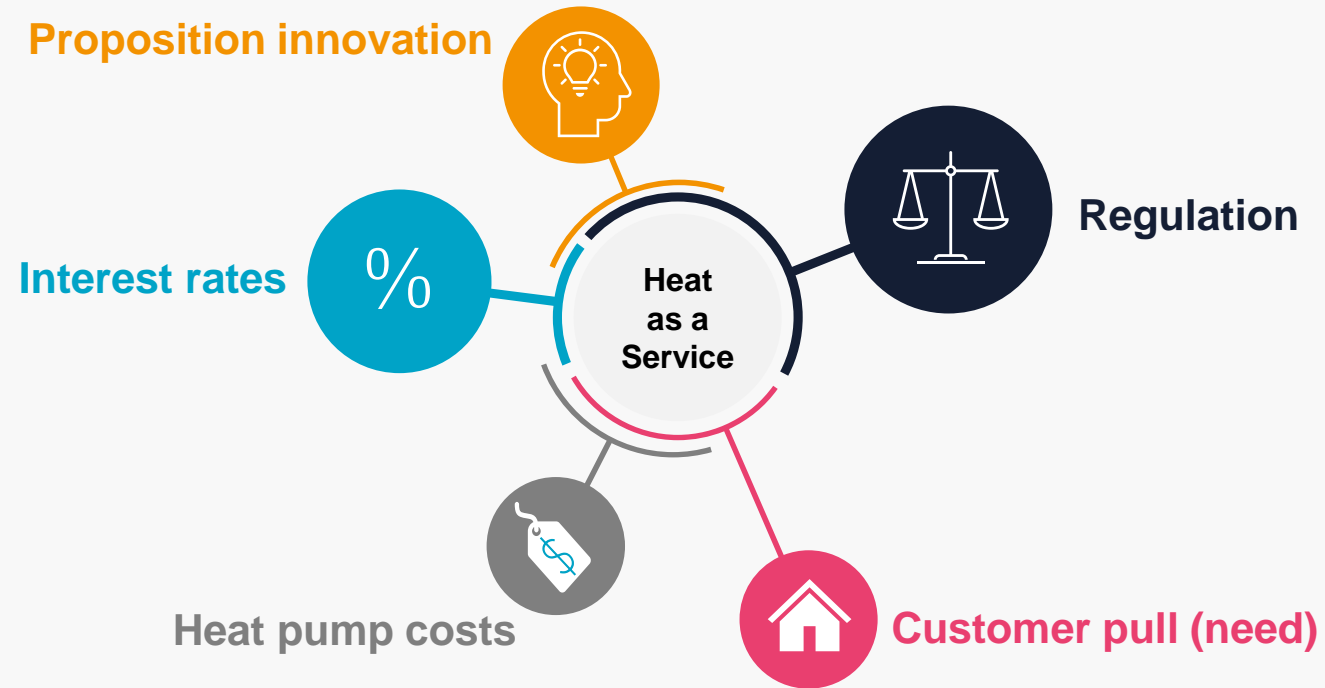 Proposition innovation
Regulation
Interest rates
%
Heat
as a
Service
$
Heat pump costs
Customer pull (need)